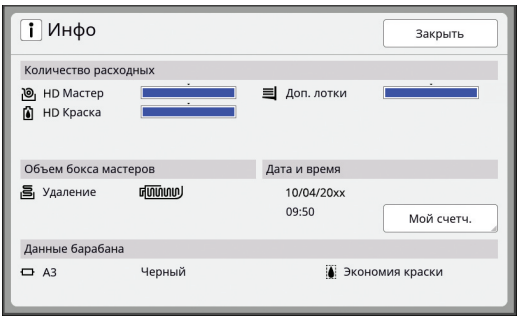 i Инфо
Закрыть
Количество расходных
HD Мастер
Доп. лотки
HD Краска
Объем бокса мастеров
Дата и время
Удаление
10/04/20xx
09:50
Мой счетч.
Данные барабана
A3 Черный Экономия краски